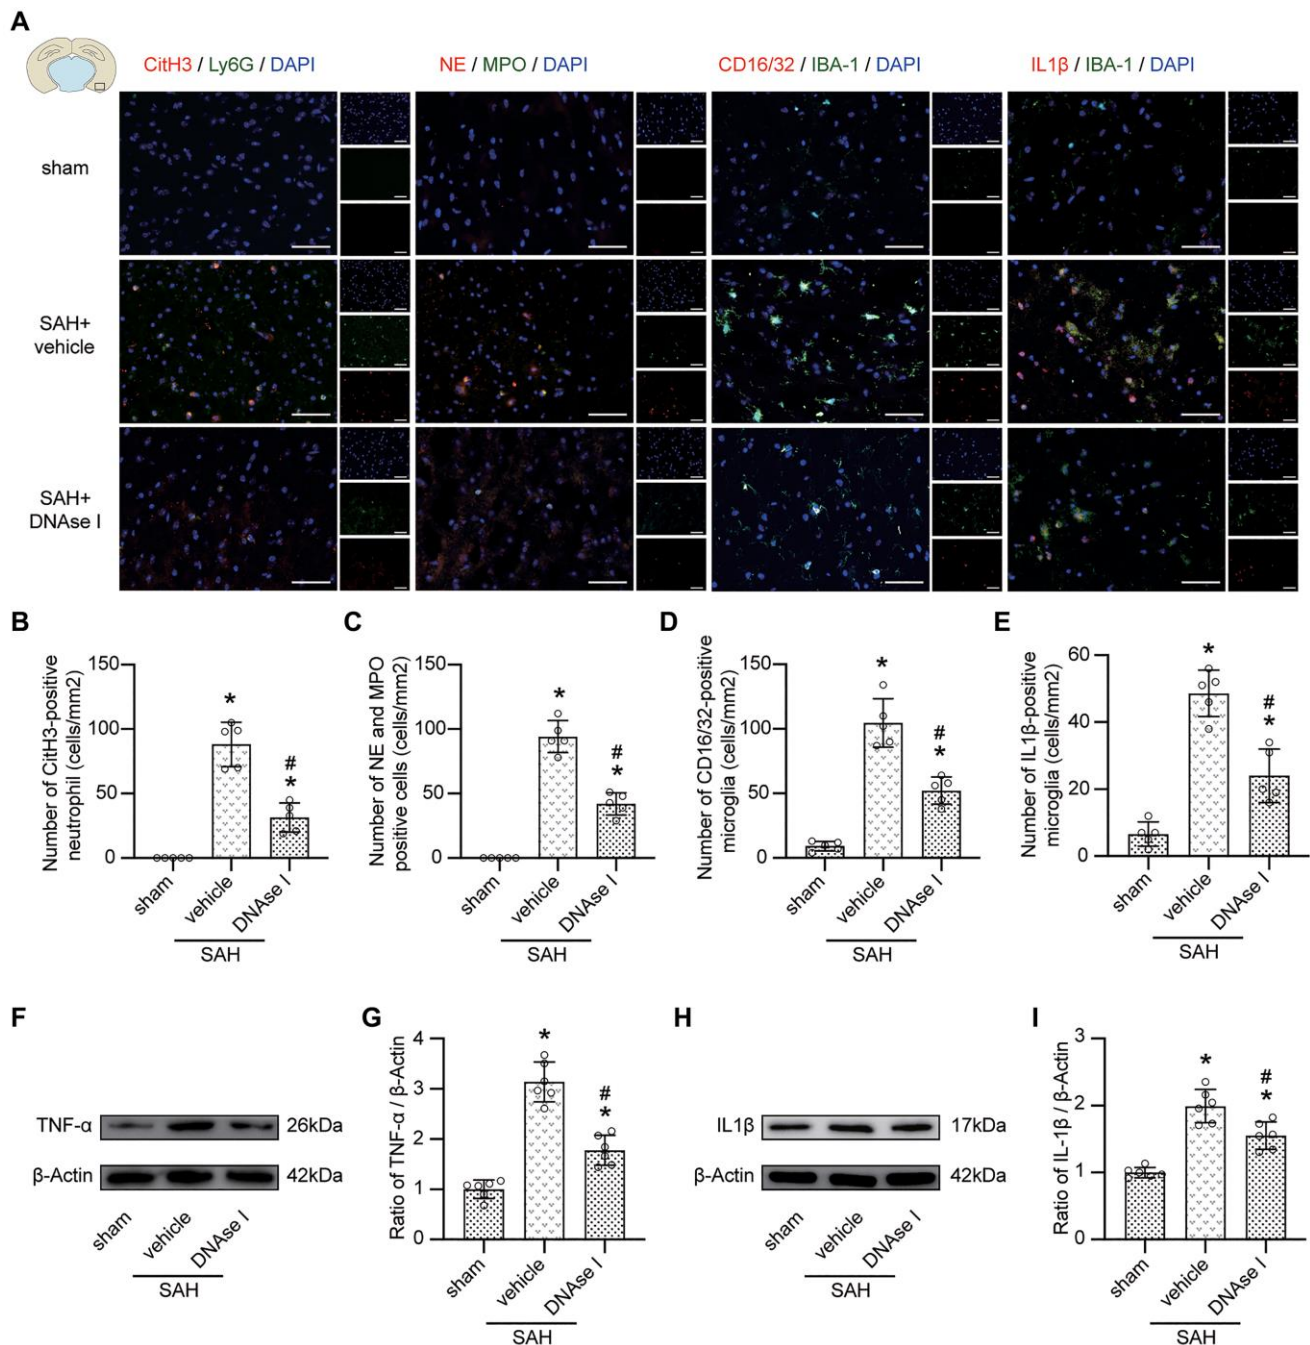 A
CitH3 / Ly6G / DAPI
NE / MPO / DAPI
CD16/32 / IBA-1 / DAPI
IL1β / IBA-1 / DAPI
sham
SAH+
vehicle
SAH+
DNAse I
B
Number of CitH3-positive
neutrophil (cells/mm2)
150
100
50
0
*
#
*
sham
vehicle
DNAse I
SAH
C
Number of NE and MPO
positive cells (cells/mm2)
150
100
50
0
*
#
*
sham
vehicle
DNAse I
SAH
D
Number of CD16/32-positive
microglia (cells/mm2)
150
100
50
0
*
#
*
sham
vehicle
DNAse I
SAH
E
Number of IL1β-positive
microglia (cells/mm2)
60
40
20
0
*
#
*
sham
vehicle
DNAse I
SAH
F
TNF-α
26kDa
β-Actin
42kDa
sham
vehicle
DNAse I
SAH
G
Ratio of TNF-α / β-Actin
4
3
2
1
0
*
#
*
sham
vehicle
DNAse I
SAH
H
IL1β
17kDa
β-Actin
42kDa
sham
vehicle
DNAse I
SAH
I
Ratio of IL-1β / β-Actin
3
2
1
0
*
#
*
sham
vehicle
DNAse I
SAH